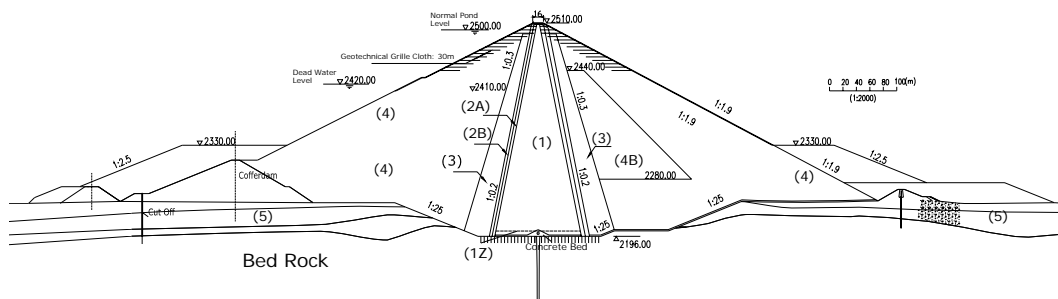 Normal Pond
Level
2500.00
16
2510.00
Geotechnical Grille Cloth: 30m
Dead Water
Level
2420.00
1:0.3
2410.00
2440.00
1:0.3
0 20 40 60 80 100(m)
(1:2000)
(4)
(2A)
(1)
1:1.9
1:1.9
(2B)
(3)
(3)
(4B)
2330.00
2330.00
1:2.5
Cofferdam
(4)
1:0.2
1:0.2
2280.00
1:1.9
(4)
1:2.5
Cut Off
(5)
1:25
1:25
1:25
(5)
(1Z)
Concrete Bed
2196.00
Bed Rock